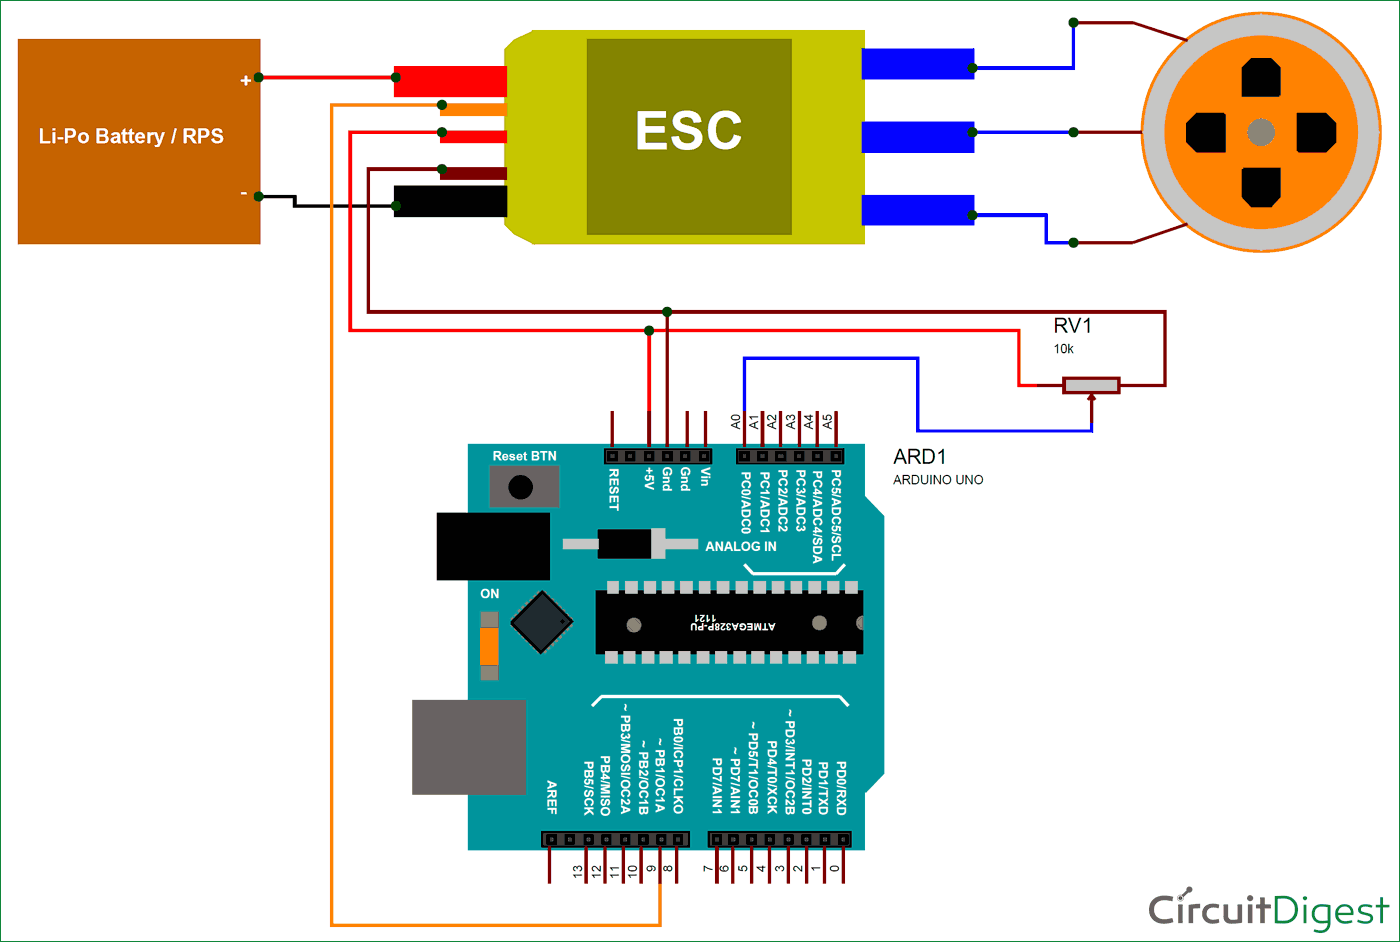 +
Li-Po Battery / RPS
-
ESC
RV1
10k
A0
A1
A2
A3
A4
A5
ARD1
ARDUINO UNO
Reset BTN
RESET
+5V
Gnd
Gnd
Vin
PC0/ADC0
PC1/ADC1
PC2/ADC2
PC3/ADC3
PC4/ADC4/SDA
PC5/ADC5/SCL
ANALOG IN
ON
ATMEGA328P-PU
1121
AREF
PB5/SCK
PB4/MISO
~ PB3/MOSI/OC2A
~ PB2/OC1B
~ PB1/OC1A
PB0/ICP1/CLKO
PD7/AIN1
~ PD7/AIN1
~ PD5/T1/OC0B
PD4/T0/XCK
~ PD3/INT1/OC2B
PD2/INT0
PD1/TXD
PD0/RXD
13
12
11
10
9
8
7
6
5
4
3
2
1
0
CircuitDigest